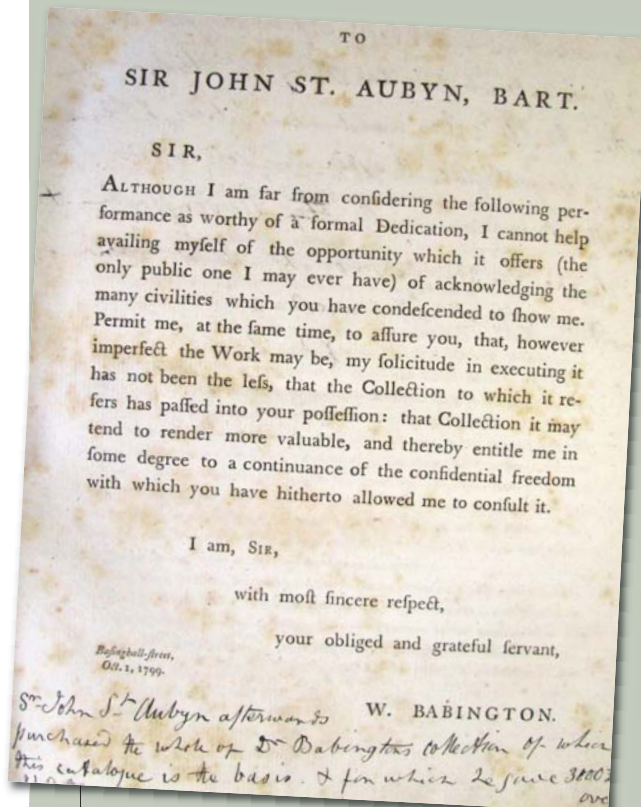 TO
SIR JOHN ST. AUBYN, BART.
SIR,
ALTHOUGH I am far from conſidering the following per-
formance as worthy of a formal Dedication, I cannot help
availing myſelf of the opportunity which it offers (the
only public one I may ever have) of acknowledging the
many civilities which you have condeſcended to ſhow me.
Permit me, at the ſame time, to aſſure you, that, however
imperfect the Work may be, my ſolicitude in executing it
has not been the leſs, that the Collection to which it re-
fers has paſſed into your poſſeſſion: that Collection it may
tend to render more valuable, and thereby entitle me in
ſome degree to a continuance of the confidential freedom
with which you have hitherto allowed me to conſult it.
I am, SIR,
with moſt ſincere reſpect,
your obliged and grateful ſervant,
Baſinghall-ſtreet,
Oct. 1, 1799.
W. BABINGTON.
Sr. John St. Aubyn afterwards
purchased the whole of Dr Babingtons collection of which
this catalogue is the basis. & for which he gave 3000£